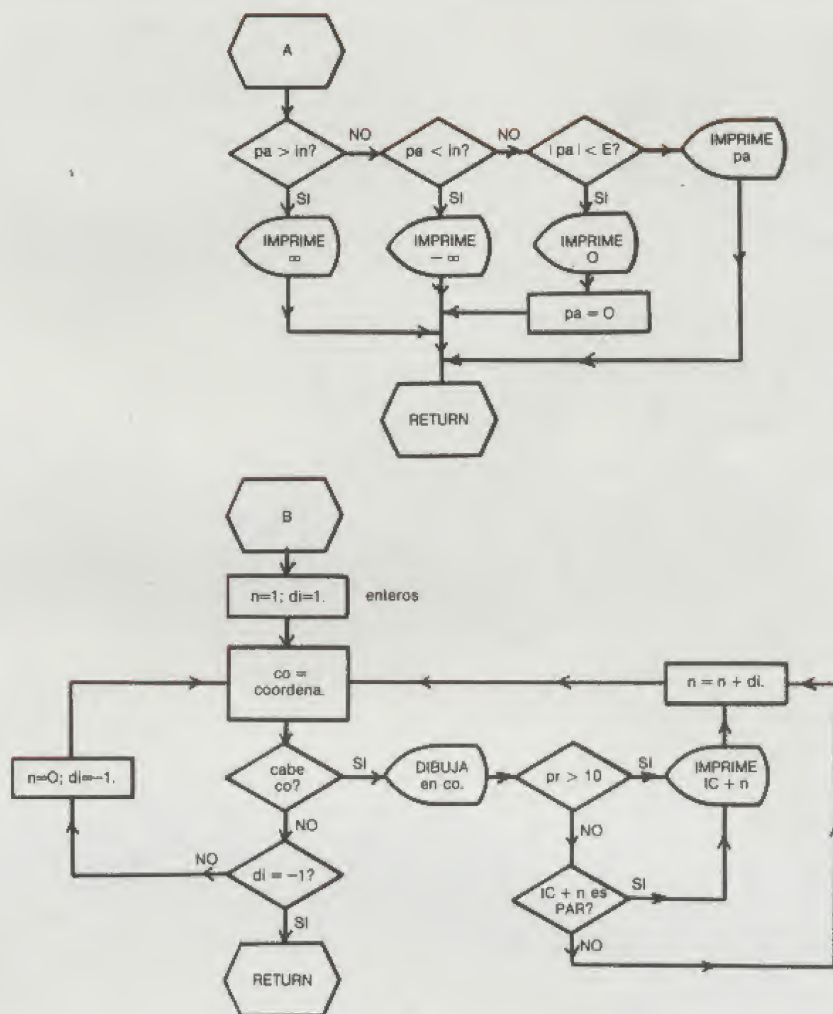 A
pa > in?
NO
pa < in?
NO
| pa | < E?
IMPRIME
pa
SI
SI
SI
IMPRIME
∞
IMPRIME
− ∞
IMPRIME
O
pa = O
RETURN
B
n=1; di=1.
enteros
co =
coordena.
n = n + di.
n=O; di=−1.
cabe
co?
SI
DIBUJA
en co.
pr > 10
SI
IMPRIME
IC + n
NO
NO
NO
di = −1?
IC + n es
PAR?
SI
SI
NO
RETURN